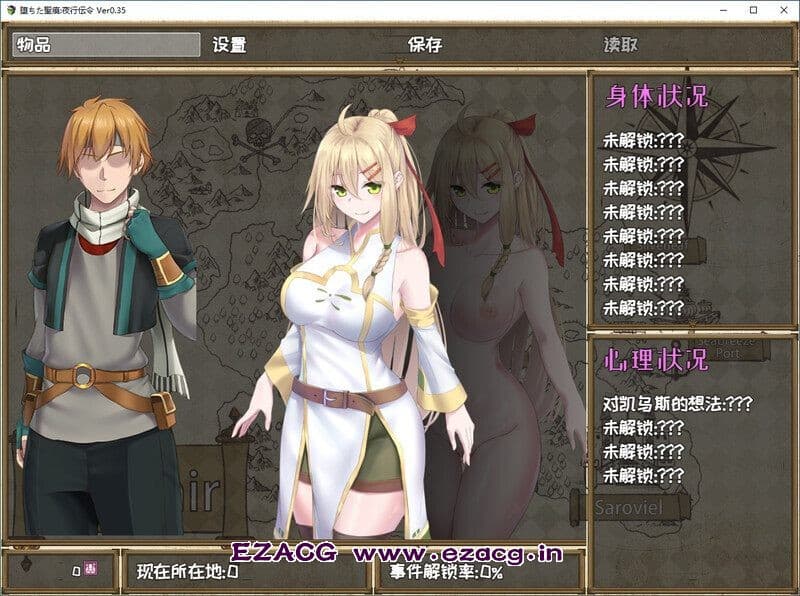 堕ちた聖痕:夜行伝令 Ver0.35
物品 设置 保存 读取
身体状况
未解锁:???
未解锁:???
未解锁:???
未解锁:???
未解锁:???
未解锁:???
未解锁:???
未解锁:???
Seabreeze
Port
心理状况
对凯乌斯的想法:???
未解锁:???
未解锁:???
未解锁:???
ir
Saroviel
EZACG www.ezacg.in
0
现在所在地:0
事件解锁率:0%